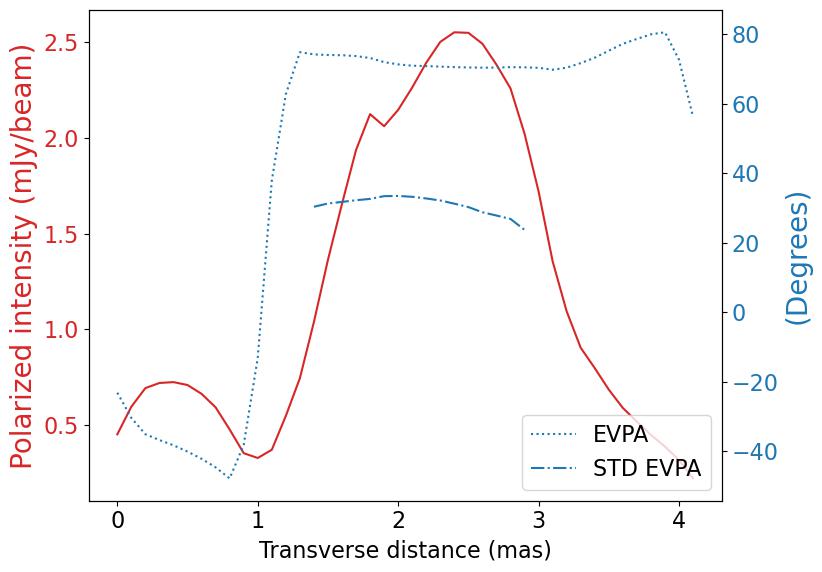 Polarized intensity (mJy/beam)
2.5
2.0
1.5
1.0
0.5
80
60
40
20
0
−20
−40
(Degrees)
EVPA
STD EVPA
0 1 2 3 4
Transverse distance (mas)